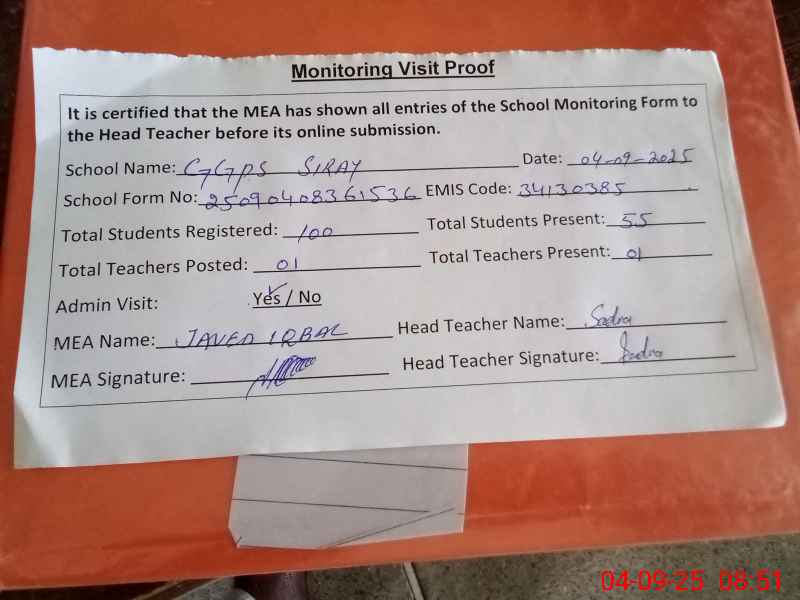 Monitoring Visit Proof
It is certified that the MEA has shown all entries of the School Monitoring Form to
the Head Teacher before its online submission.
School Name: GGPS SIRAY Date: 04-09-2025
School Form No: 25090408361536 EMIS Code: 34130385
Total Students Registered: 100 Total Students Present: 55
Total Teachers Posted: 01 Total Teachers Present: 01
Admin Visit: Yes / No
MEA Name: JAVED IQBAL Head Teacher Name: Sadra
MEA Signature: Head Teacher Signature: Sadra
04-09-25 08:51